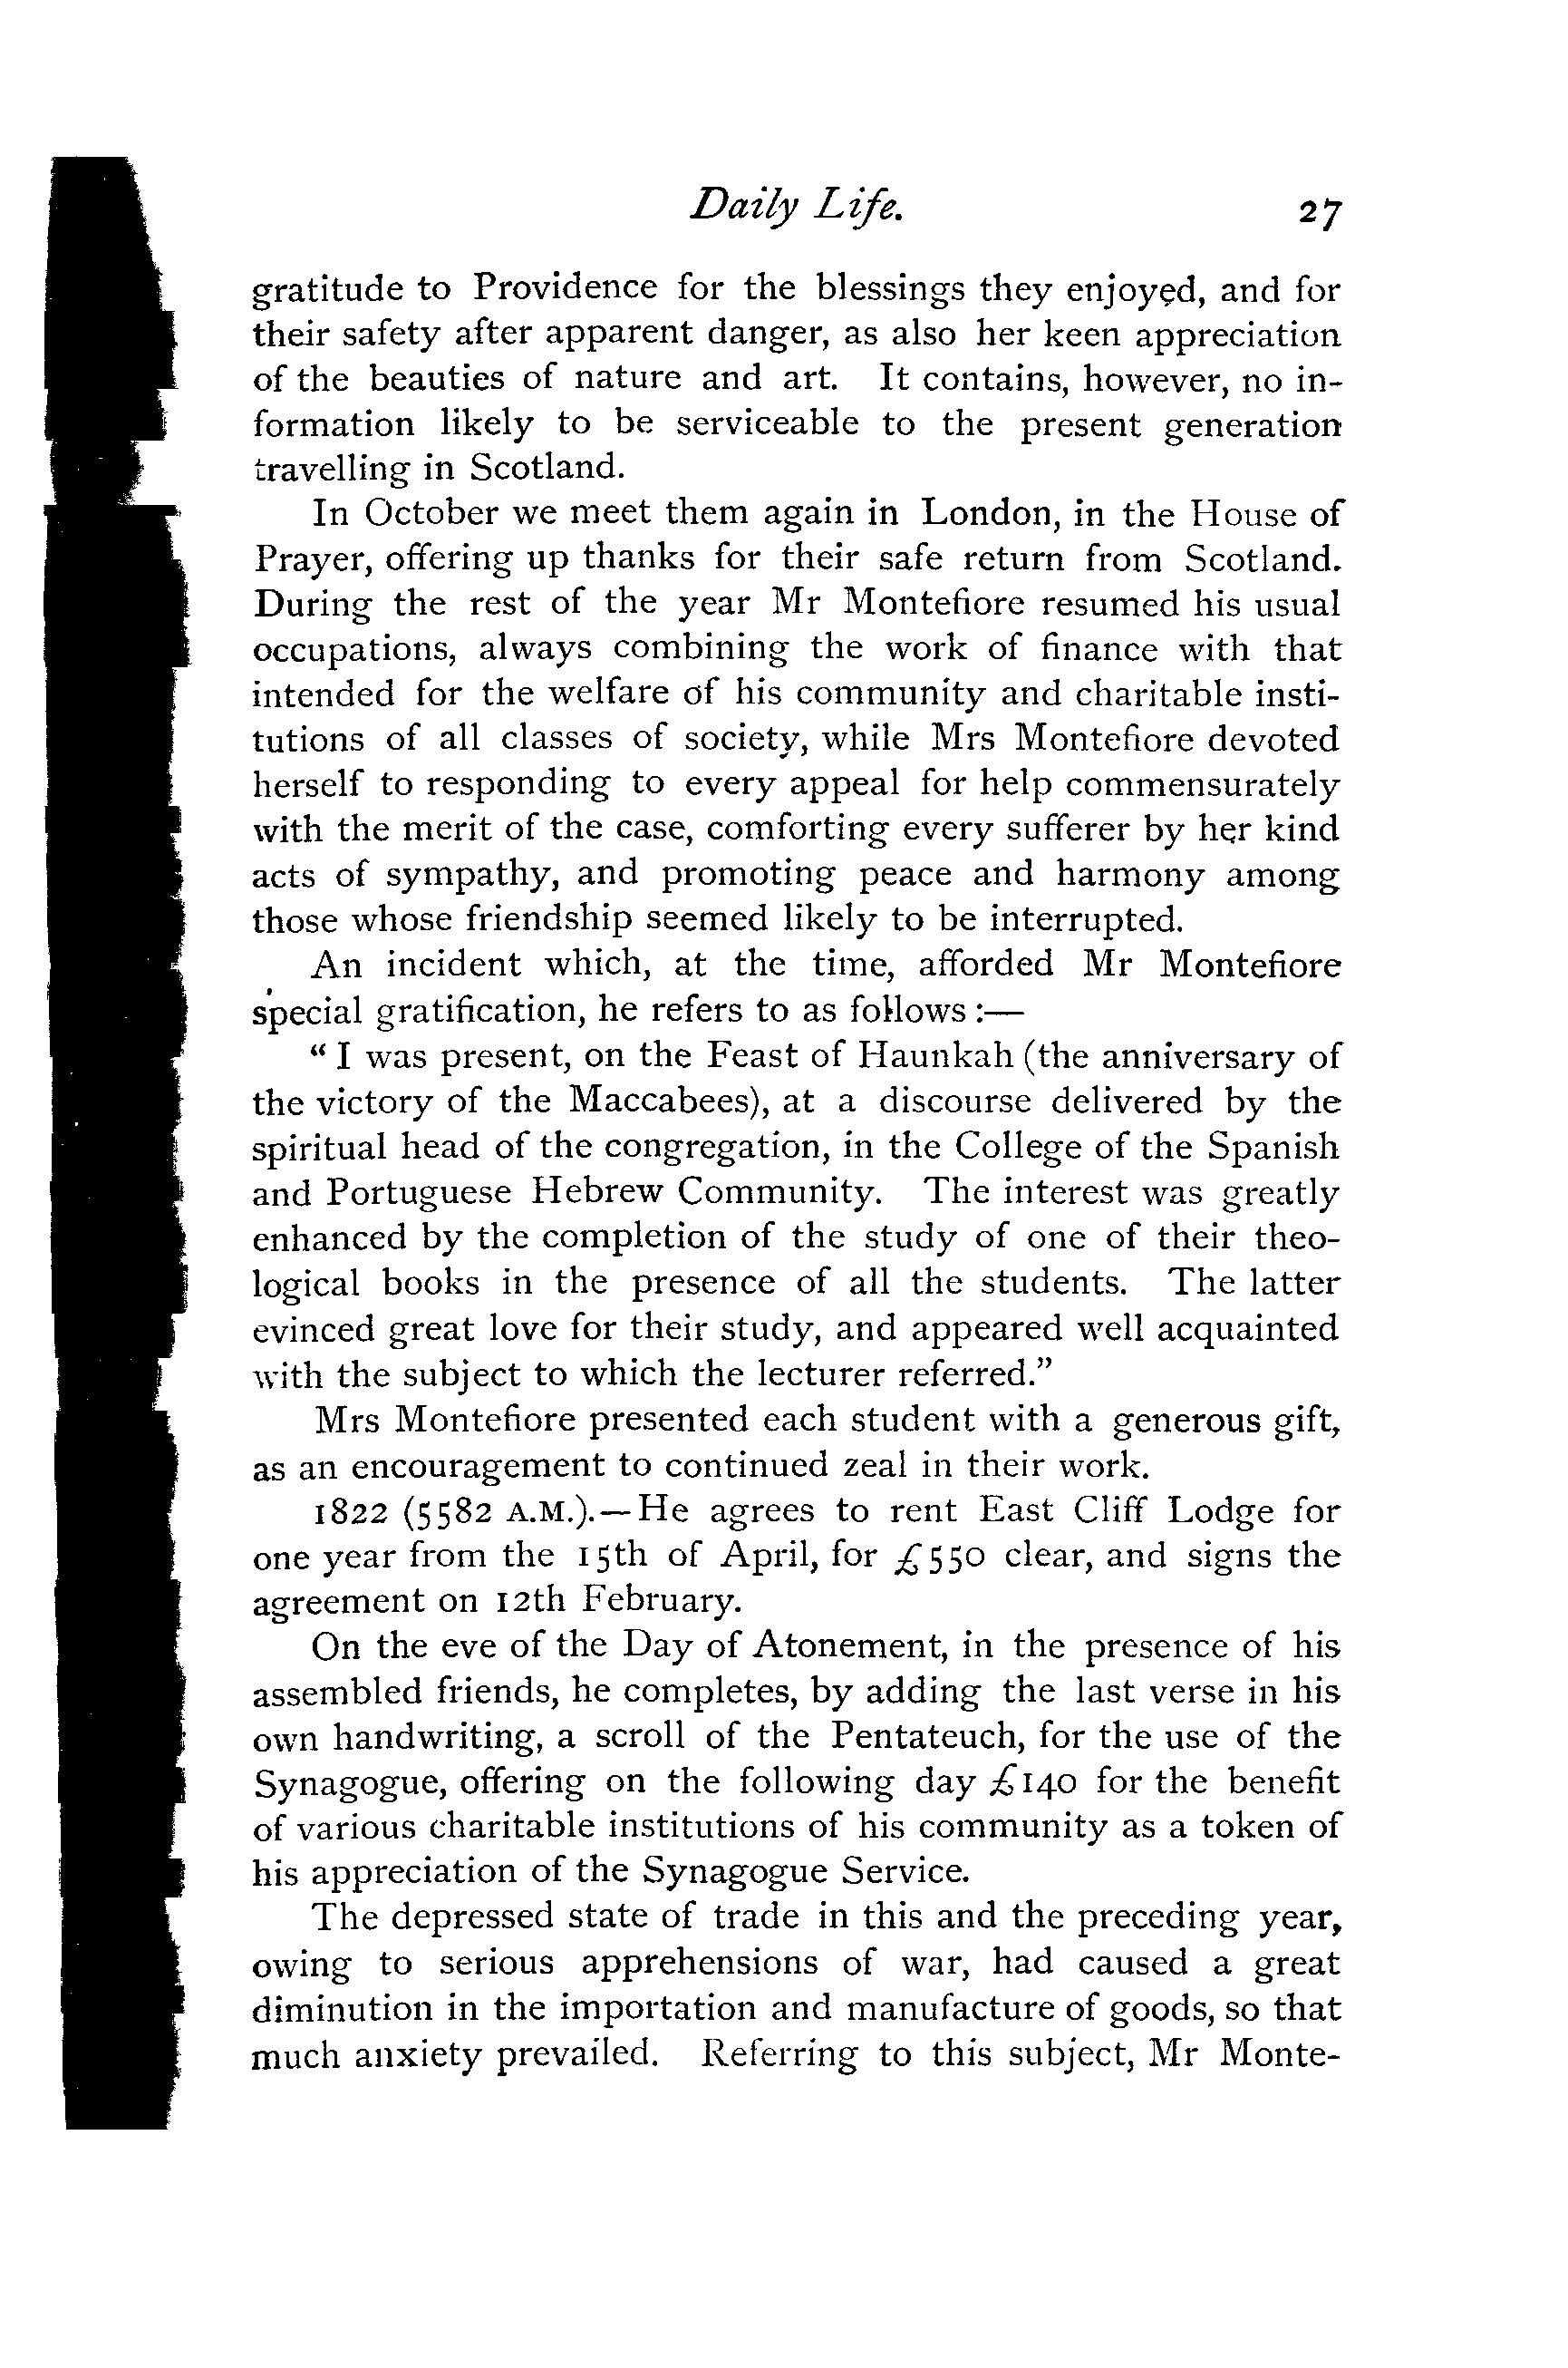 Daily Life. 27
gratitude to Providence for the blessings they enjoyed, and for
their safety after apparent danger, as also her keen appreciation
of the beauties of nature and art. It contains, however, no in-
formation likely to be serviceable to the present generation
travelling in Scotland.
In October we meet them again in London, in the House of
Prayer, offering up thanks for their safe return from Scotland.
During the rest of the year Mr Montefiore resumed his usual
occupations, always combining the work of finance with that
intended for the welfare of his community and charitable insti-
tutions of all classes of society, while Mrs Montefiore devoted
herself to responding to every appeal for help commensurately
with the merit of the case, comforting every sufferer by her kind
acts of sympathy, and promoting peace and harmony among
those whose friendship seemed likely to be interrupted.
An incident which, at the time, afforded Mr Montefiore
special gratification, he refers to as follows :—
“ I was present, on the Feast of Haunkah (the anniversary of
the victory of the Maccabees), at a discourse delivered by the
spiritual head of the congregation, in the College of the Spanish
and Portuguese Hebrew Community. The interest was greatly
enhanced by the completion of the study of one of their theo-
logical books in the presence of all the students. The latter
evinced great love for their study, and appeared well acquainted
with the subject to which the lecturer referred.”
Mrs Montefiore presented each student with a generous gift,
as an encouragement to continued zeal in their work.
1822 (5582 A.M.).—He agrees to rent East Cliff Lodge for
one year from the 15th of April, for £550 clear, and signs the
agreement on 12th February.
On the eve of the Day of Atonement, in the presence of his
assembled friends, he completes, by adding the last verse in his
own handwriting, a scroll of the Pentateuch, for the use of the
Synagogue, offering on the following day £140 for the benefit
of various charitable institutions of his community as a token of
his appreciation of the Synagogue Service.
The depressed state of trade in this and the preceding year,
owing to serious apprehensions of war, had caused a great
diminution in the importation and manufacture of goods, so that
much anxiety prevailed. Referring to this subject, Mr Monte-